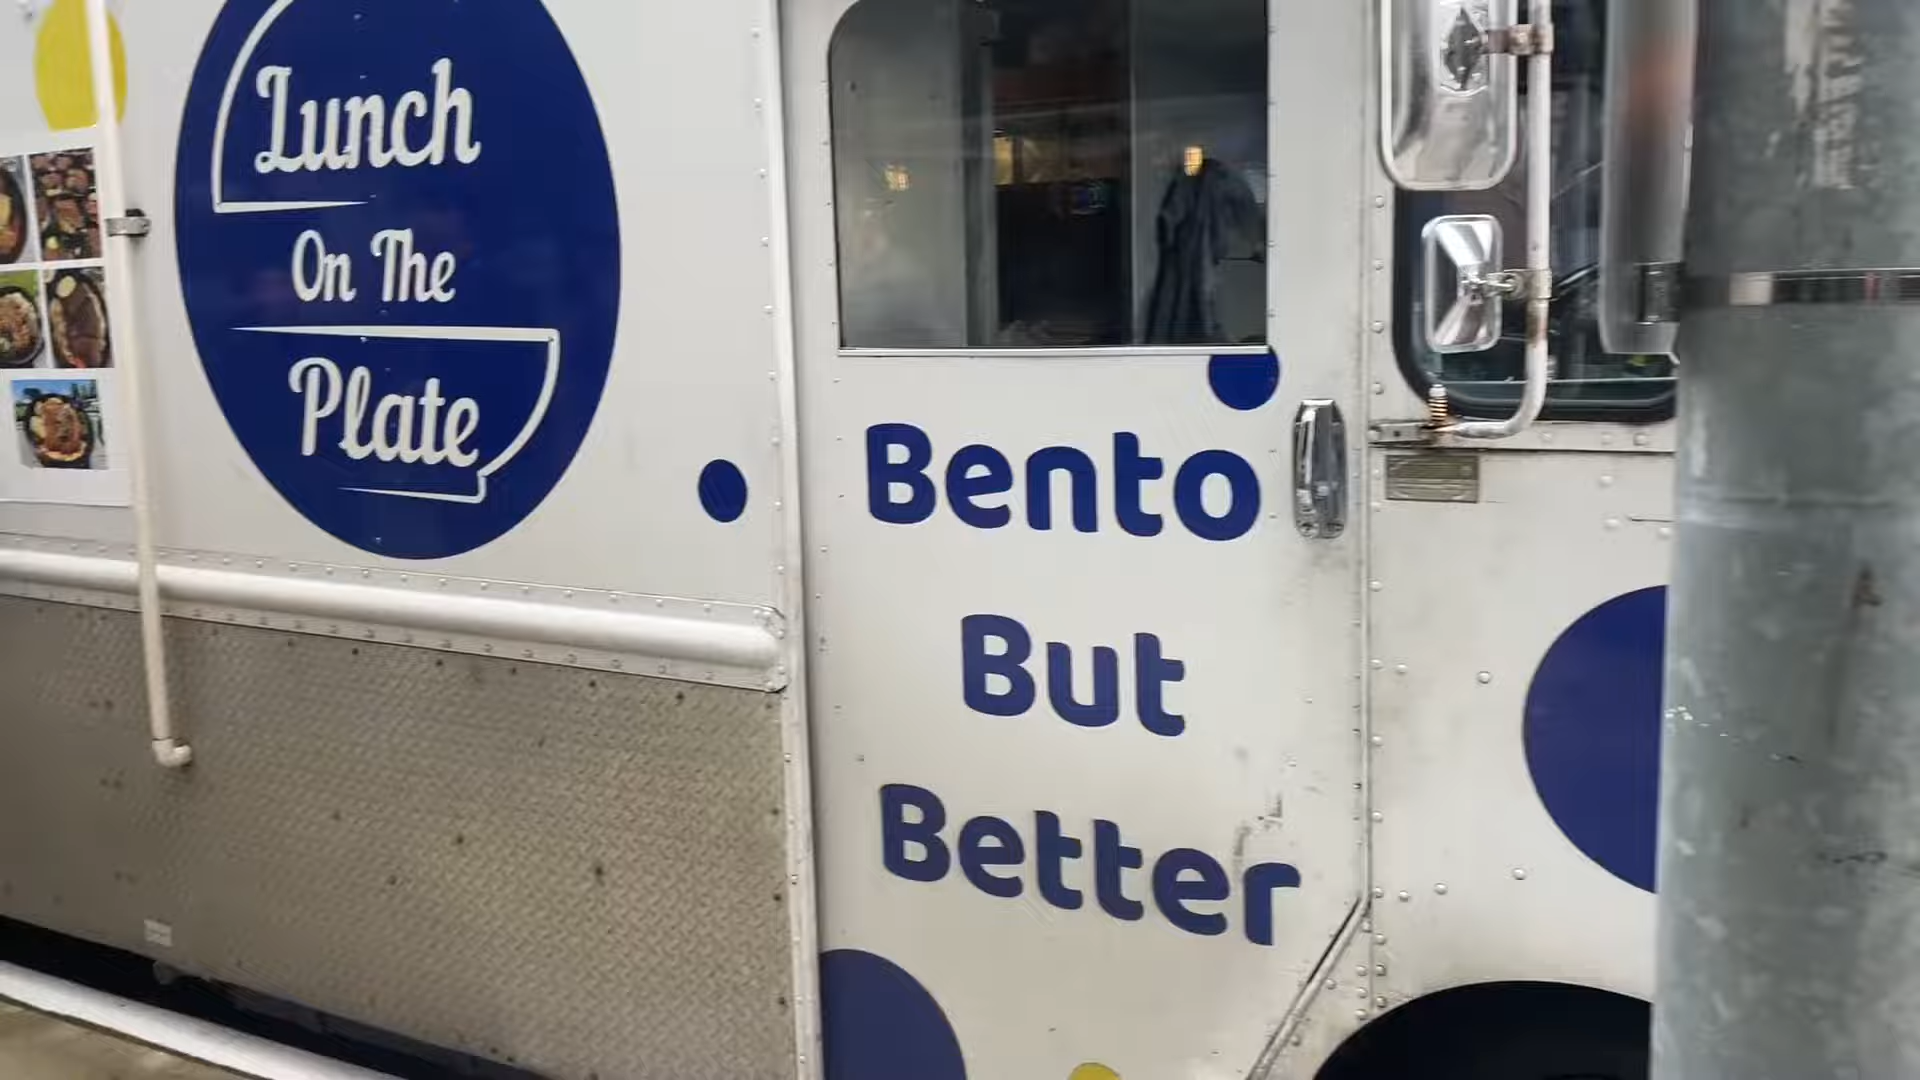 Lunch
On The
Plate
Bento
But
Better